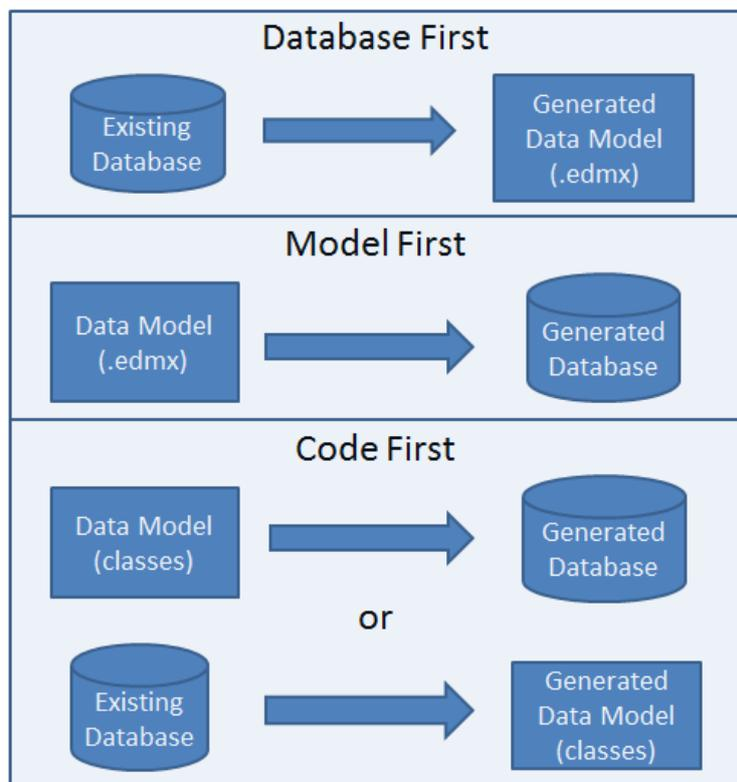 Database First
Existing
Database
Generated
Data Model
(.edmx)
Model First
Data Model
(.edmx)
Generated
Database
Code First
Data Model
(classes)
Generated
Database
or
Existing
Database
Generated
Data Model
(classes)